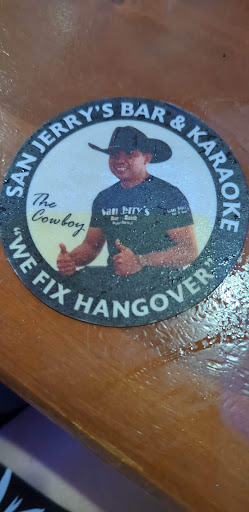 SAN JERRY'S BAR & KARAOKE
The
Cowboy
San Jerry's
"WE FIX HANGOVER"